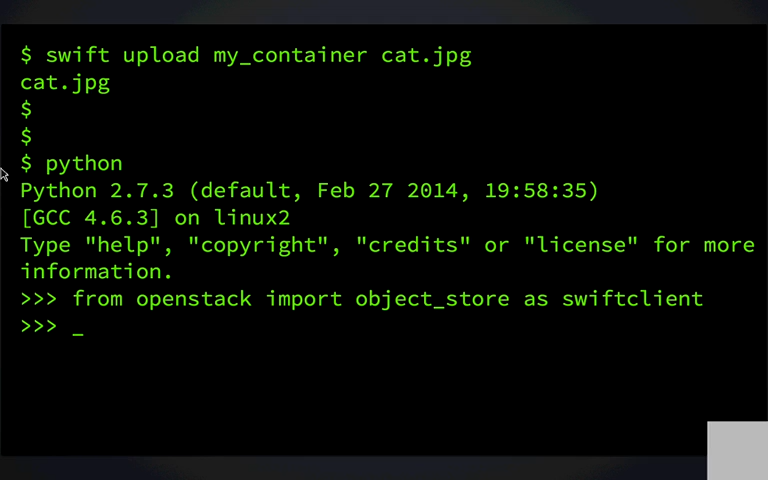 $ swift upload my_container cat.jpg
cat.jpg
$
$
$ python
Python 2.7.3 (default, Feb 27 2014, 19:58:35)
[GCC 4.6.3] on linux2
Type "help", "copyright", "credits" or "license" for more
information.
>>> from openstack import object_store as swiftclient
>>> _